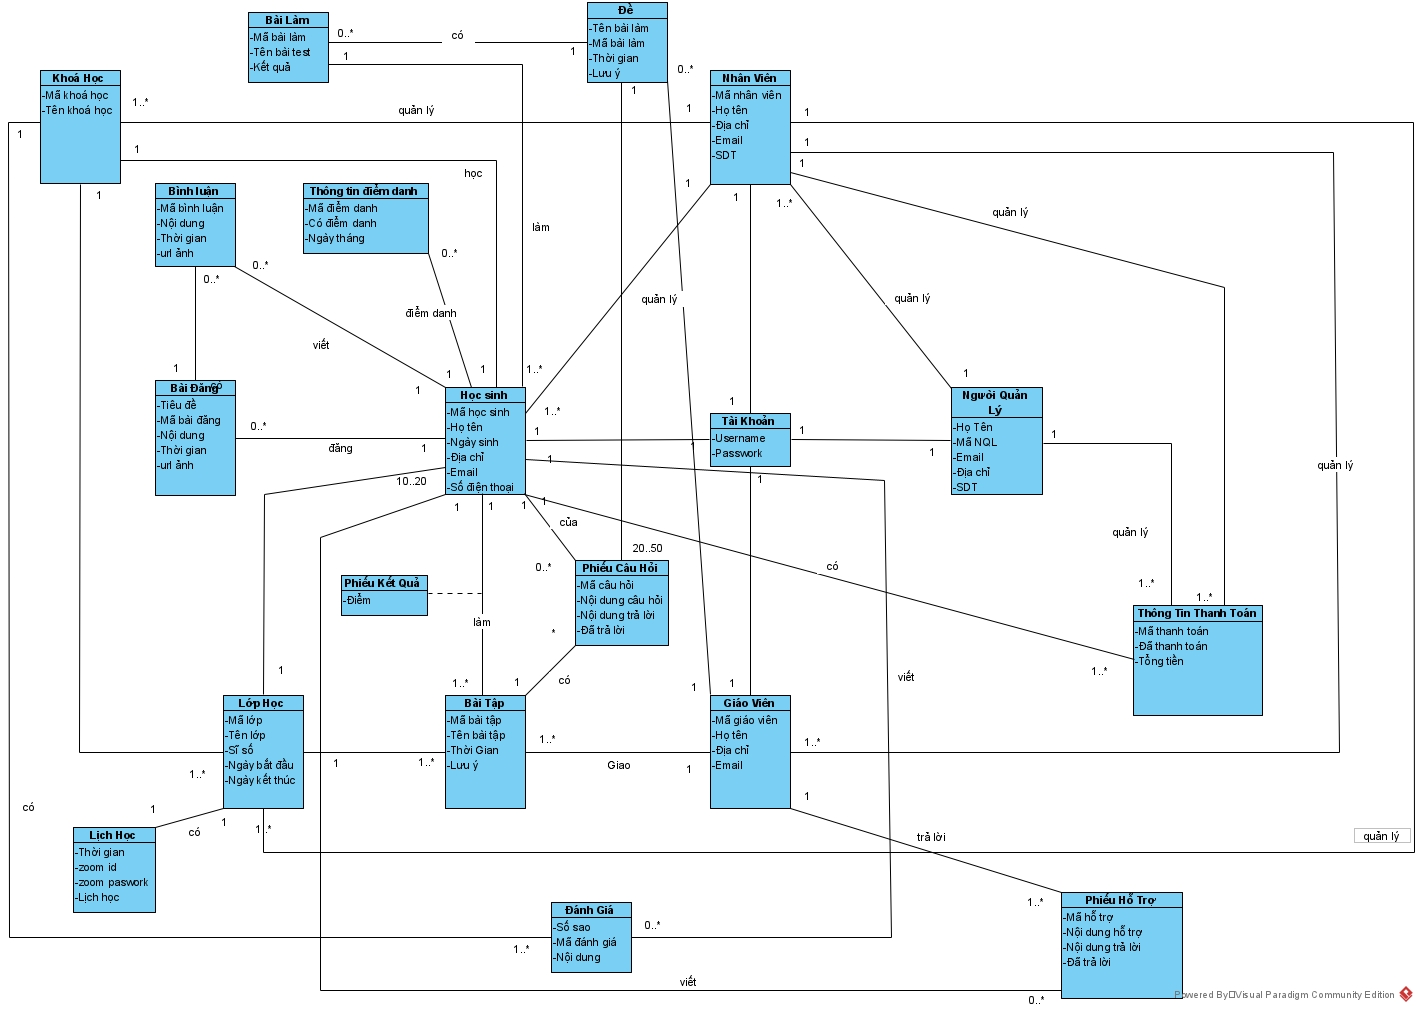 Bài Làm
-Mã bài làm
-Tên bài test
-Kết quả
0..*
1
có
1
Đề
-Tên bài làm
-Mã bài làm
-Thời gian
-Lưu ý
0..*
1
Khoá Học
-Mã khoá học
-Tên khoá học
1..*
1
1
1
quản lý
học
làm
Nhân Viên
-Mã nhân viên
-Họ tên
-Địa chỉ
-Email
-SDT
1
1
1
1
1
1
1..*
quản lý
quản lý
quản lý
quản lý
Bình luận
-Mã bình luận
-Nội dung
-Thời gian
-url ảnh
0..*
0..*
viết
Thông tin điểm danh
-Mã điểm danh
-Có điểm danh
-Ngày tháng
0..*
điểm danh
1
1
1
1
1..*
1..*
Bài Đăng
có
-Tiêu đề
-Mã bài đăng
-Nội dung
-Thời gian
-url ảnh
0..*
đăng
1
Học sinh
-Mã học sinh
-Họ tên
-Ngày sinh
-Địa chỉ
-Email
-Số điện thoại
10..20
1
1
1
1
1
1
1
Tài Khoản
-Username
-Passwork
1
1
1
1
1
Người Quản
Lý
-Họ Tên
-Mã NQL
-Email
-Địa chỉ
-SDT
1
1
quản lý
1..*
1..*
của
0..*
20..50
có
Phiếu Kết Quả
-Điểm
làm
Phiếu Câu Hỏi
-Mã câu hỏi
-Nội dung câu hỏi
-Nội dung trả lời
-Đã trả lời
*
có
1
1..*
Thông Tin Thanh Toán
-Mã thanh toán
-Đã thanh toán
-Tổng tiền
1..*
viết
1
Lớp Học
-Mã lớp
-Tên lớp
-Sĩ số
-Ngày bắt đầu
-Ngày kết thúc
1..*
1
1..*
Bài Tập
-Mã bài tập
-Tên bài tập
-Thời Gian
-Lưu ý
1..*
Giao
1
1
1
Giáo Viên
-Mã giáo viên
-Họ tên
-Địa chỉ
-Email
1..*
1
trả lời
quản lý
có
1
có
1
1..*
Lịch Học
-Thời gian
-zoom id
-zoom paswork
-Lịch học
Đánh Giá
-Số sao
-Mã đánh giá
-Nội dung
1..*
0..*
viết
1..*
0..*
Phiếu Hỗ Trợ
-Mã hỗ trợ
-Nội dung hỗ trợ
-Nội dung trả lời
-Đã trả lời
Powered By Visual Paradigm Community Edition